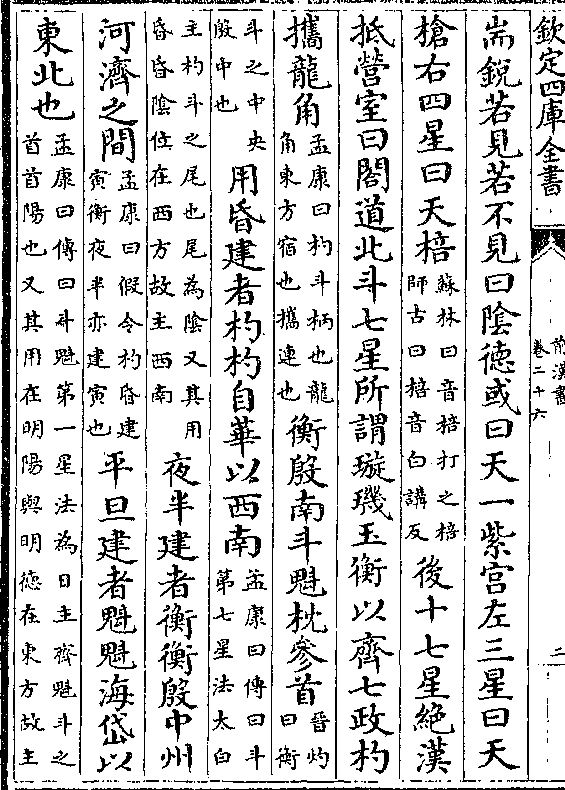 欽定四庫全書
前漢書
卷二十六
二
耑銳若見若不見曰陰德或曰天一紫宫左三星曰天
槍右四星曰天棓蘇林曰音棓打之棓師古曰棓音白講反後十七星絶漢
抵營室曰閣道北斗七星所謂璇璣玉衡以齊七政杓
攜龍角孟康曰杓斗柄也龍角東方宿也攜連也衡殷南斗魁枕參首晉灼曰衡
斗之中央殷中也用昏建者杓杓自華以西南孟康曰傳曰斗第七星法太白
主杓斗之尾也尾為陰又其用昏昏陰位在西方故主西南夜半建者衡衡殷中州
河濟之間孟康曰假令杓昏建寅衡夜半亦建寅也平旦建者魁魁海岱以
東北也孟康曰傳曰斗魁第一星法為日主齊魁斗之首首陽也又其用在明陽與明德在東方故主